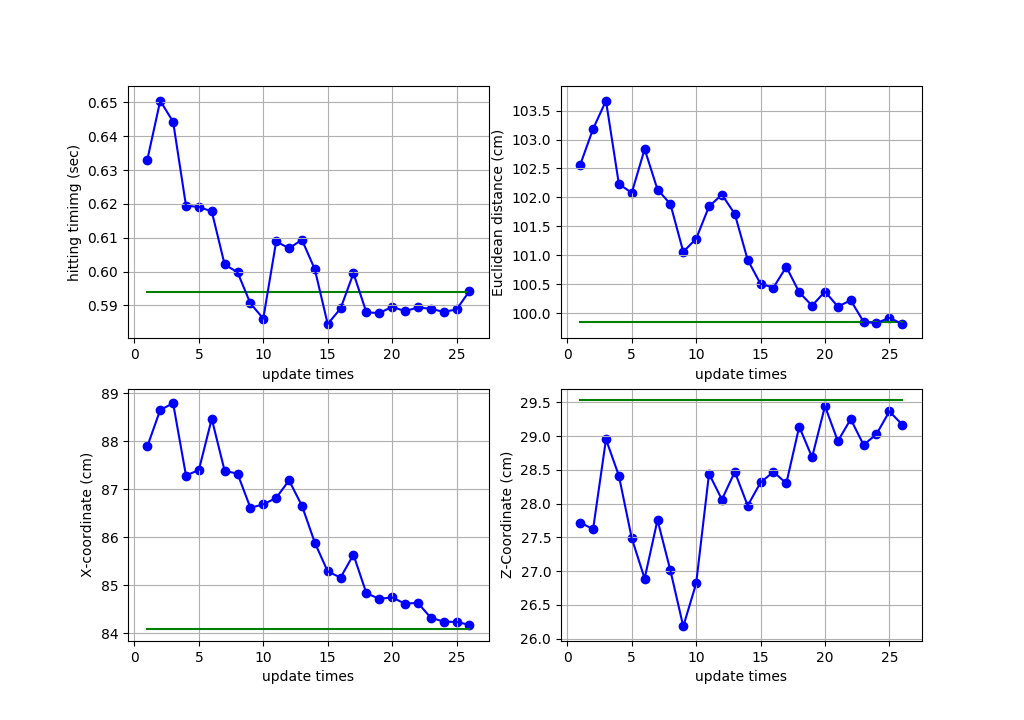 0.65
0.64
0.63
0.62
0.61
0.60
0.59
hitting timimg (sec)
0 5 10 15 20 25
update times
103.5
103.0
102.5
102.0
101.5
101.0
100.5
100.0
Euclidean distance (cm)
0 5 10 15 20 25
update times
89
88
87
86
85
84
X-coordinate (cm)
0 5 10 15 20 25
update times
29.5
29.0
28.5
28.0
27.5
27.0
26.5
26.0
Z-Coordinate (cm)
0 5 10 15 20 25
update times